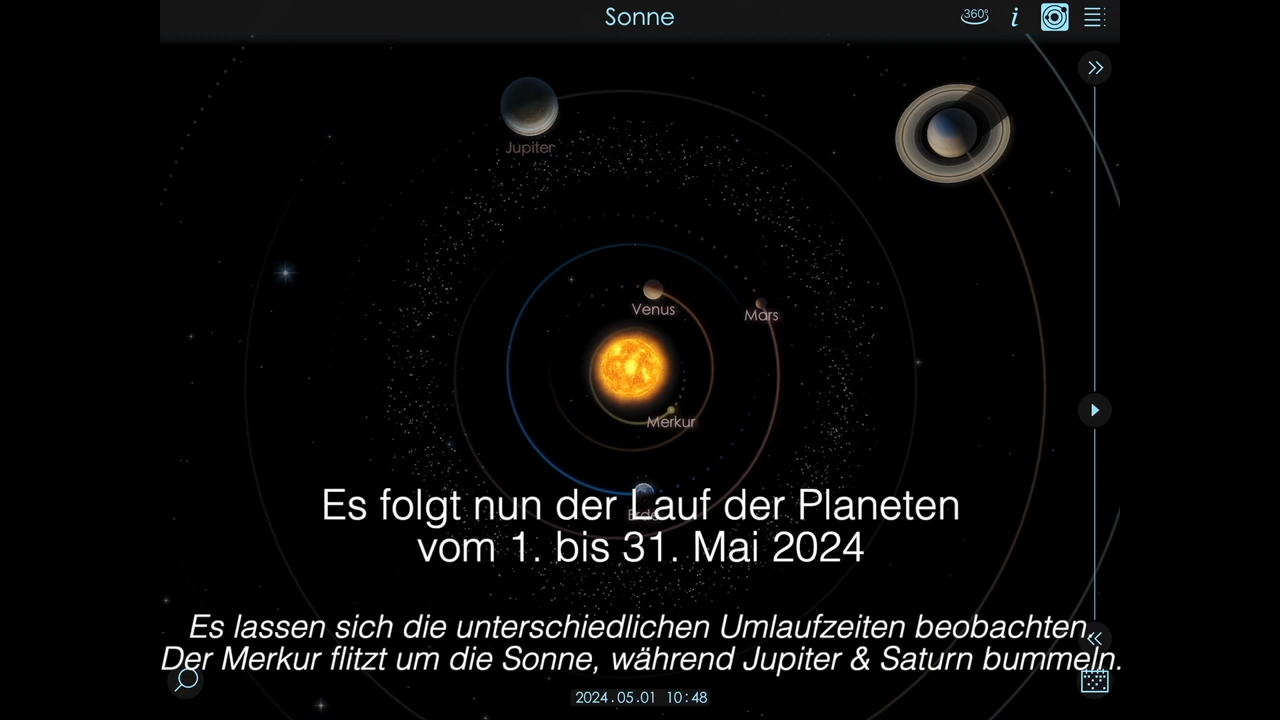 Sonne
360°
i
Jupiter
Venus
Mars
Merkur
Erde
Es folgt nun der Lauf der Planeten
vom 1. bis 31. Mai 2024
Es lassen sich die unterschiedlichen Umlaufzeiten beobachten.
Der Merkur flitzt um die Sonne, während Jupiter & Saturn bummeln.
2024.05.01 10:48